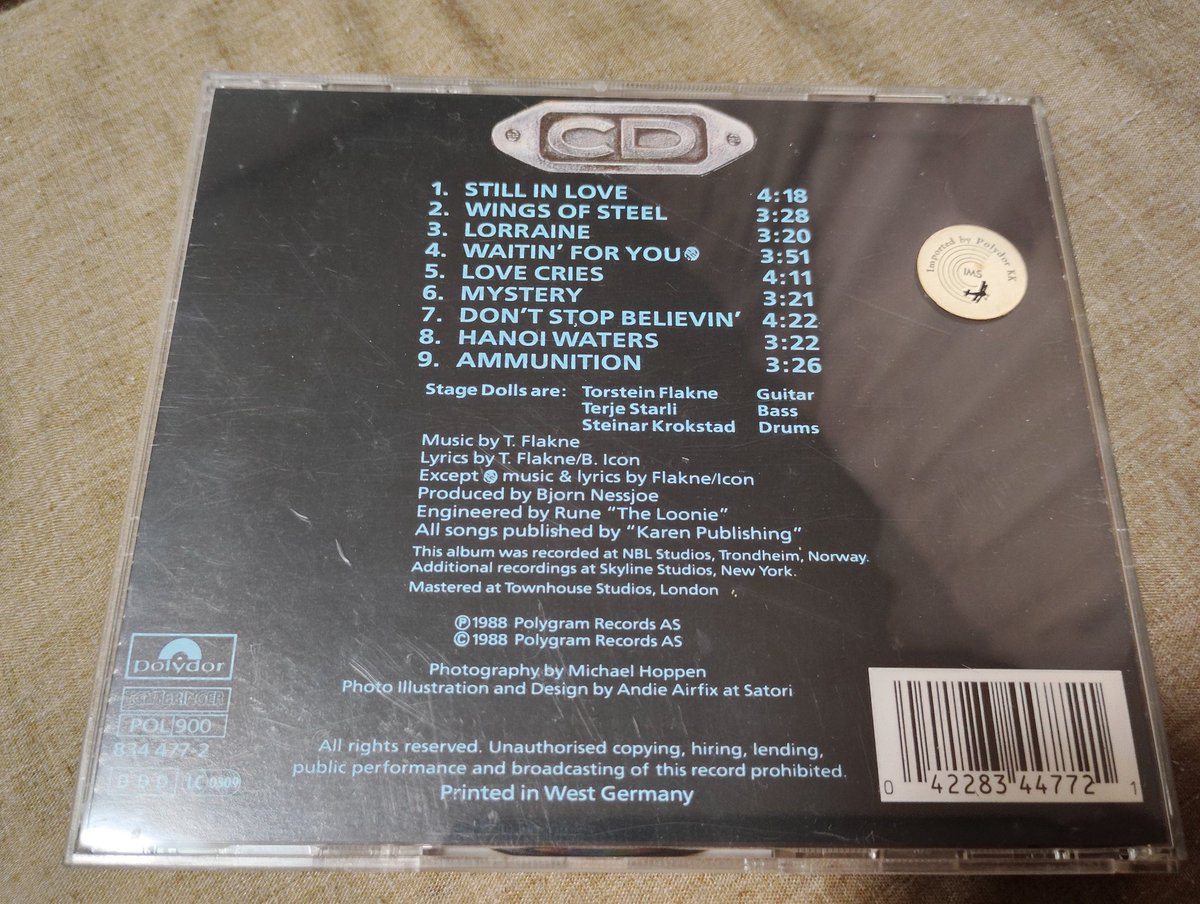 CD
1. STILL IN LOVE 4:18
2. WINGS OF STEEL 3:28
3. LORRAINE 3:20
4. WAITIN' FOR YOU 3:51
5. LOVE CRIES 4:11
6. MYSTERY 3:21
7. DON'T STOP BELIEVIN' 4:22
8. HANOI WATERS 3:22
9. AMMUNITION 3:26
Imported by Polydor KK
IMS
Stage Dolls are: Torstein Flakne Guitar
Terje Starli Bass
Steinar Krokstad Drums
Music by T. Flakne
Lyrics by T. Flakne/B. Icon
Except music & lyrics by Flakne/Icon
Produced by Bjorn Nessjoe
Engineered by Rune "The Loonie"
All songs published by "Karen Publishing"
This album was recorded at NBL Studios, Trondheim, Norway.
Additional recordings at Skyline Studios, New York.
Mastered at Townhouse Studios, London
℗1988 Polygram Records AS
©1988 Polygram Records AS
Photography by Michael Hoppen
Photo Illustration and Design by Andie Airfix at Satori
polydor
POL 900
834 477-2
D D D LC 0309
All rights reserved. Unauthorised copying, hiring, lending,
public performance and broadcasting of this record prohibited.
Printed in West Germany
0 42283 44772 1